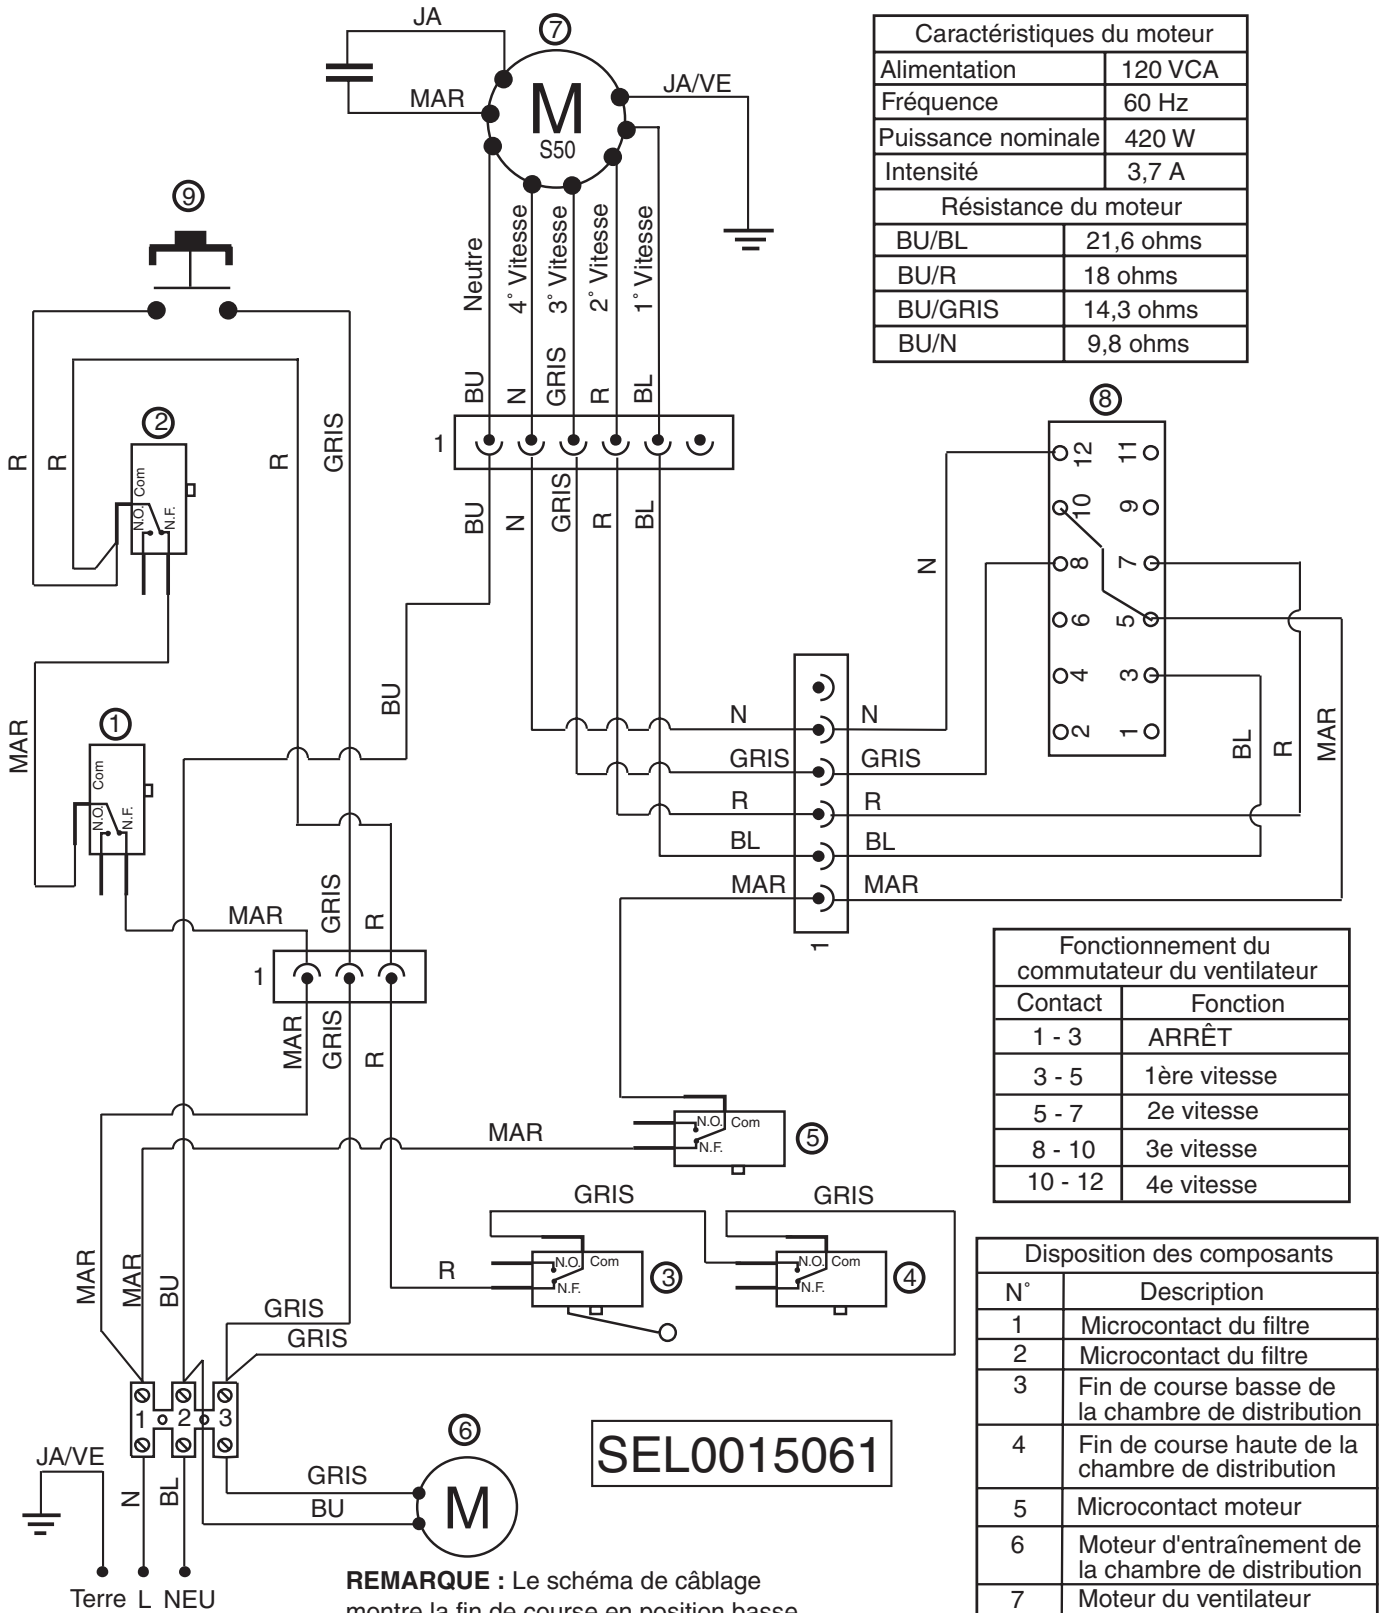 JA
7
MAR
M
S50
JA/VE
Caractéristiques du moteur
Alimentation 120 VCA
Fréquence 60 Hz
Puissance nominale 420 W
Intensité 3,7 A
Résistance du moteur
BU/BL 21,6 ohms
BU/R 18 ohms
BU/GRIS 14,3 ohms
BU/N 9,8 ohms
9
Neutre
4° Vitesse
3° Vitesse
2° Vitesse
1° Vitesse
BU N GRIS R BL
1
BU N GRIS R BL
R R R GRIS
2
Com
N.O.
N.F.
8
12 11
10 9
8 7
6 5
4 3
2 1
N
BL R MAR
MAR
BU
1
Com
N.O.
N.F.
N N
GRIS GRIS
R R
BL BL
MAR MAR
1
MAR GRIS R
1
MAR GRIS R
Fonctionnement du
commutateur du ventilateur
Contact Fonction
1 - 3 ARRÊT
3 - 5 1ère vitesse
5 - 7 2e vitesse
8 - 10 3e vitesse
10 - 12 4e vitesse
MAR
N.O. Com
N.F.
5
GRIS GRIS
R
N.O. Com
N.F.
3
N.O. Com
N.F.
4
MAR MAR BU
GRIS
GRIS
1 2 3
JA/VE
N BL
GRIS
BU
6
M
SEL0015061
Terre L NEU
Disposition des composants
N° Description
1 Microcontact du filtre
2 Microcontact du filtre
3 Fin de course basse de
la chambre de distribution
4 Fin de course haute de la
chambre de distribution
5 Microcontact moteur
6 Moteur d'entraînement de
la chambre de distribution
7 Moteur du ventilateur
REMARQUE : Le schéma de câblage
montre la fin de course en position basse